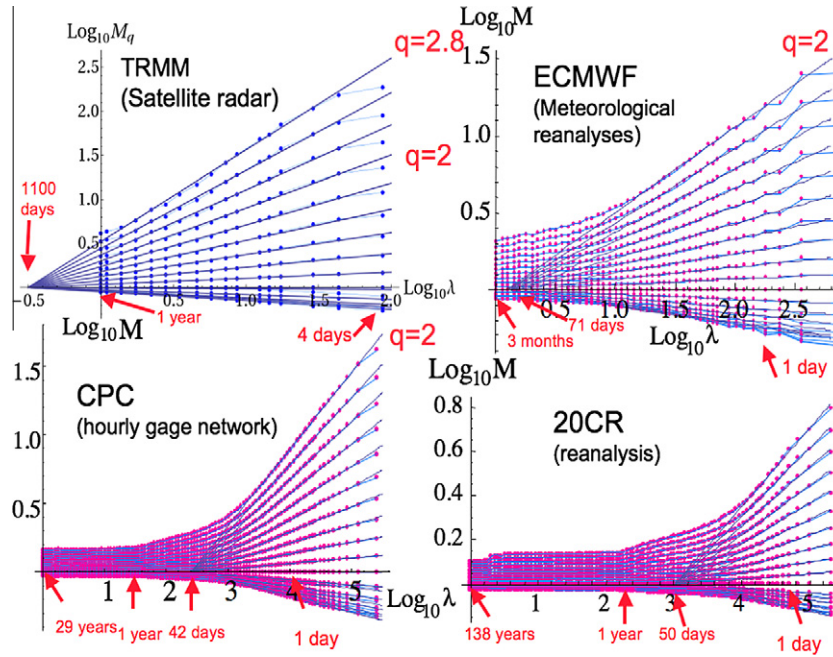 Log10Mq
q=2.8
TRMM
(Satellite radar)
2.5
2.0
1.5
1.0
0.5
q=2
1100
days
−0.5
0.5
1.0
1.5
2.0
Log10λ
1 year
4 days
Log10M
q=2
ECMWF
(Meteorological
reanalyses)
1.5
1.0
0.5
0.5
1.0
1.5
2.0
2.5
Log10λ
3 months
71 days
1 day
Log10M
q=2
CPC
(hourly gage network)
1.5
1.0
0.5
1
2
3
4
5
Log10λ
29 years
1 year
42 days
1 day
Log10M
20CR
(reanalysis)
0.8
0.6
0.4
0.2
1
2
3
4
5
138 years
1 year
50 days
1 day